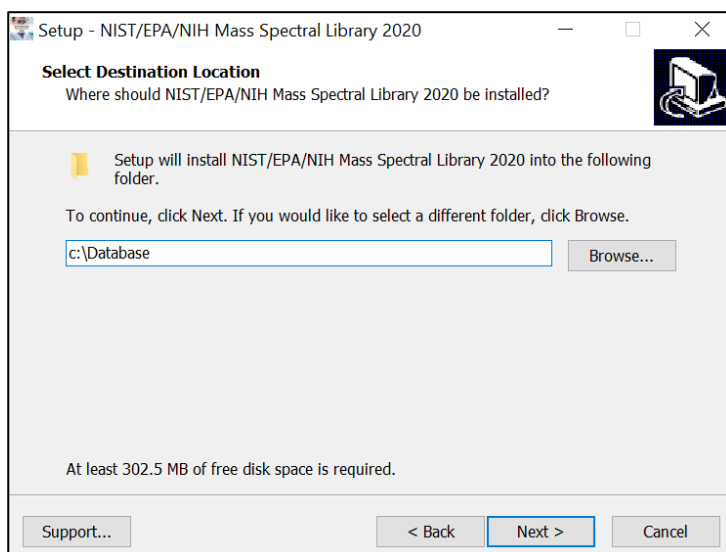 Setup - NIST/EPA/NIH Mass Spectral Library 2020
Select Destination Location
Where should NIST/EPA/NIH Mass Spectral Library 2020 be installed?
Setup will install NIST/EPA/NIH Mass Spectral Library 2020 into the following
folder.
To continue, click Next. If you would like to select a different folder, click Browse.
c:\Database
Browse...
At least 302.5 MB of free disk space is required.
Support...
< Back
Next >
Cancel